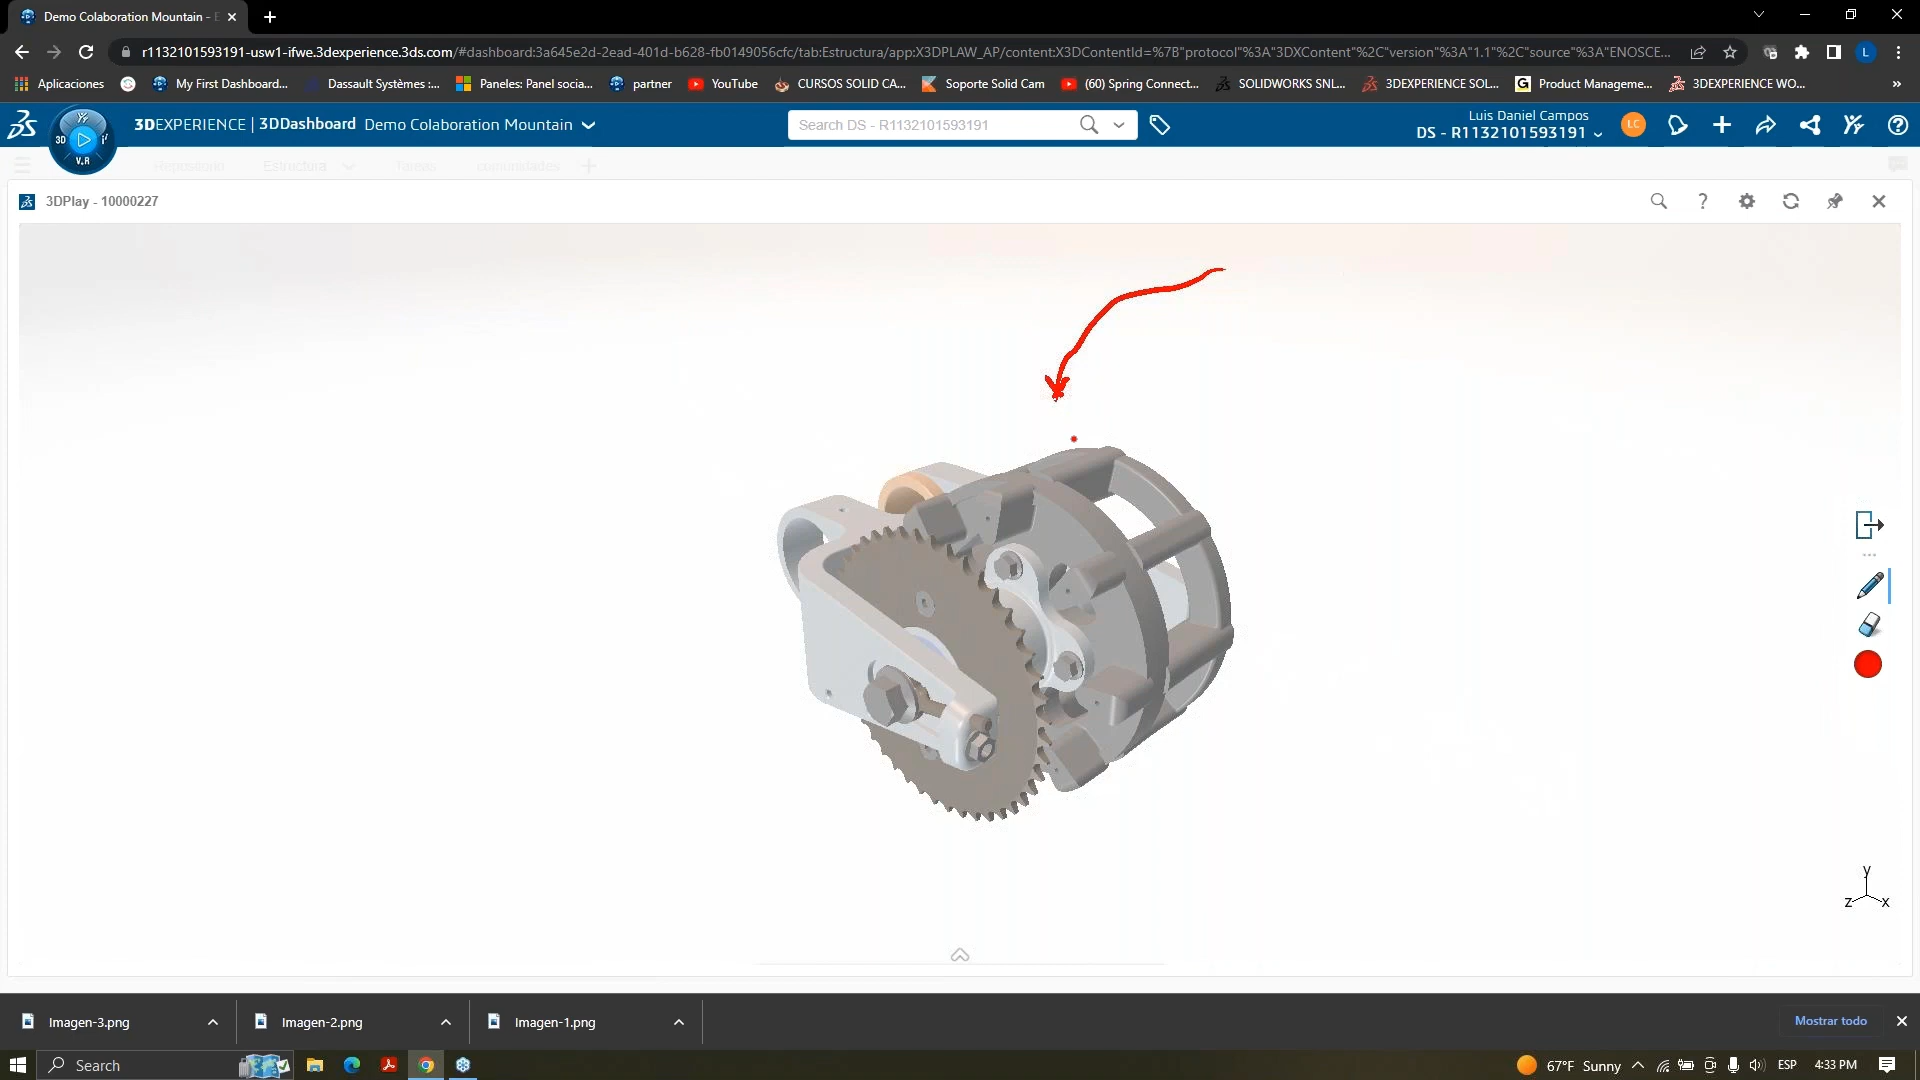 Demo Colaboration Mountain - E
r1132101593191-usw1-ifwe.3dexperience.3ds.com/#dashboard:3a645e2d-2ead-401d-b628-fb0149056cfc/tab:Estructura/app:X3DPLAW_AP/content:X3DContentId=%7B"protocol"%3A"3DXContent"%2C"version"%3A"1.1"%2C"source"%3A"ENOSCE...
Aplicaciones My First Dashboard... Dassault Systèmes :... Paneles: Panel socia... partner YouTube CURSOS SOLID CA... Soporte Solid Cam (60) Spring Connect... SOLIDWORKS SNL... 3DEXPERIENCE SOL... Product Manageme... 3DEXPERIENCE WO... »
3DEXPERIENCE | 3DDashboard Demo Colaboration Mountain
3D V.R
Search DS - R1132101593191
Luis Daniel Campos
DS - R1132101593191
LC
Repositorio Estructura Tareas comunidades
3DPlay - 10000227
y
z x
Imagen-3.png Imagen-2.png Imagen-1.png Mostrar todo
Search 67°F Sunny ESP 4:33 PM